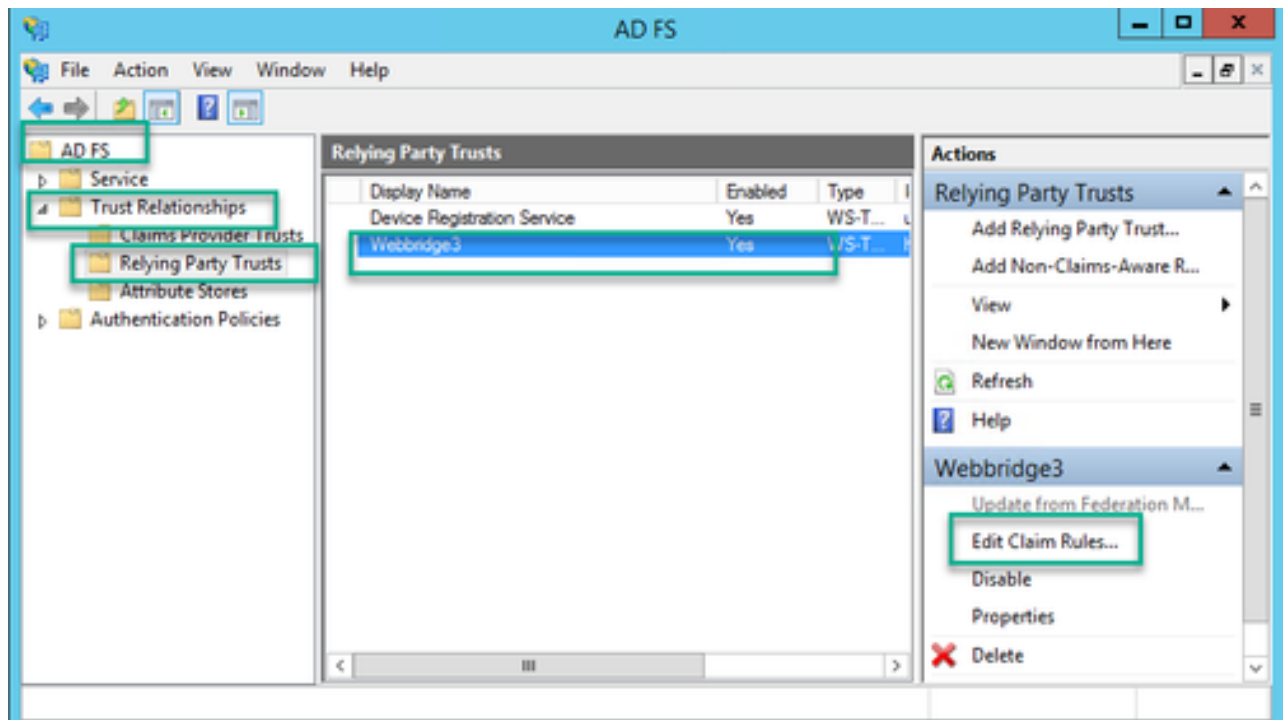 AD FS
File Action View Window Help
AD FS
Service
Trust Relationships
Claims Provider Trusts
Relying Party Trusts
Attribute Stores
Authentication Policies
Relying Party Trusts
Display Name Enabled Type I
Device Registration Service Yes WS-T... u
Webbridge3 Yes WS-T...
Actions
Relying Party Trusts
Add Relying Party Trust...
Add Non-Claims-Aware R...
View
New Window from Here
Refresh
Help
Webbridge3
Update from Federation M...
Edit Claim Rules...
Disable
Properties
Delete